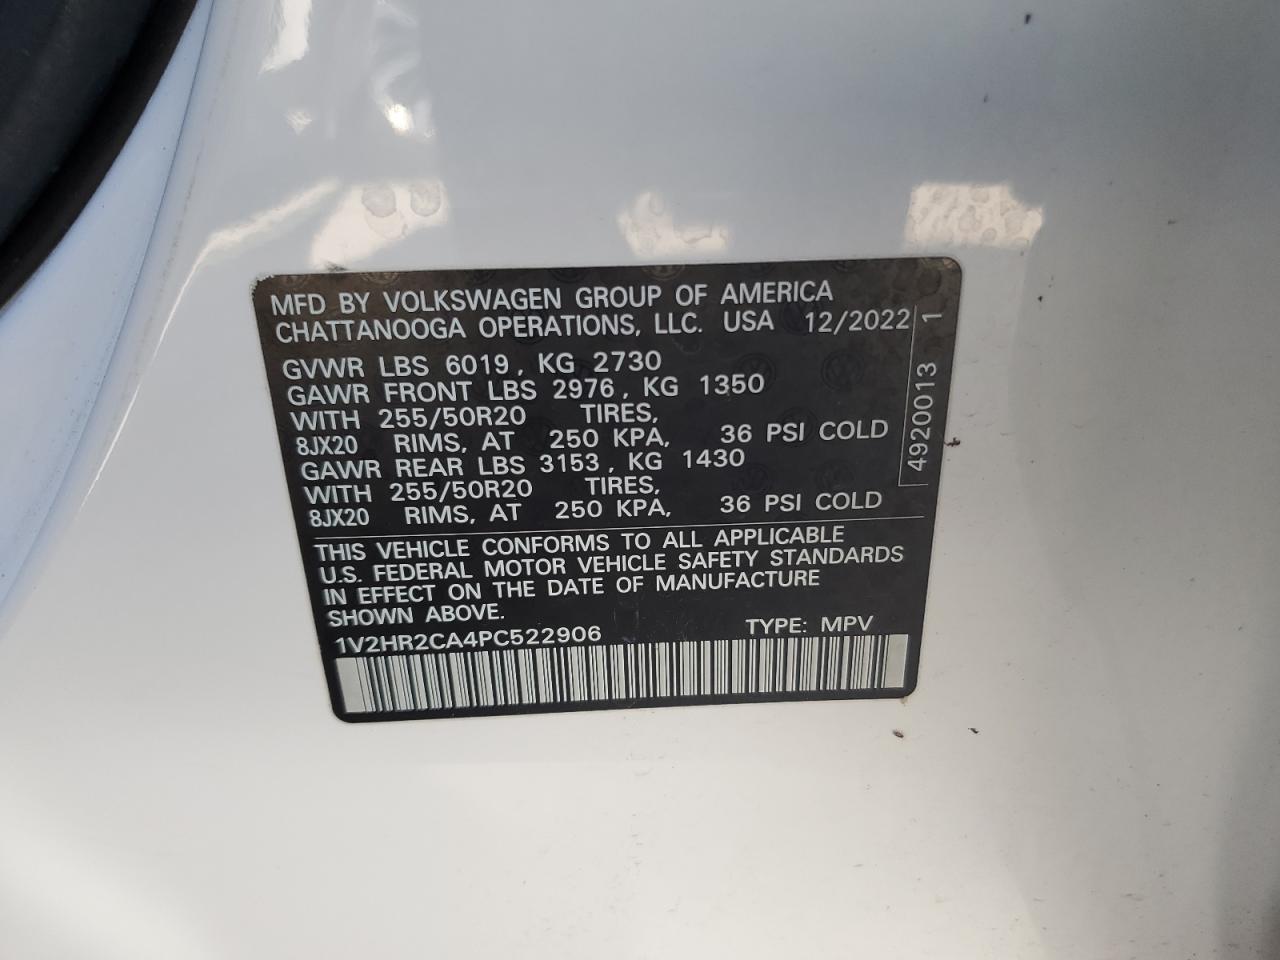 MFD BY VOLKSWAGEN GROUP OF AMERICA
CHATTANOOGA OPERATIONS, LLC. USA 12/2022
GVWR LBS 6019, KG 2730
GAWR FRONT LBS 2976, KG 1350
WITH 255/50R20 TIRES,
8JX20 RIMS, AT 250 KPA, 36 PSI COLD
GAWR REAR LBS 3153, KG 1430
WITH 255/50R20 TIRES,
8JX20 RIMS, AT 250 KPA, 36 PSI COLD
4920013 1
THIS VEHICLE CONFORMS TO ALL APPLICABLE
U.S. FEDERAL MOTOR VEHICLE SAFETY STANDARDS
IN EFFECT ON THE DATE OF MANUFACTURE
SHOWN ABOVE.
1V2HR2CA4PC522906 TYPE: MPV